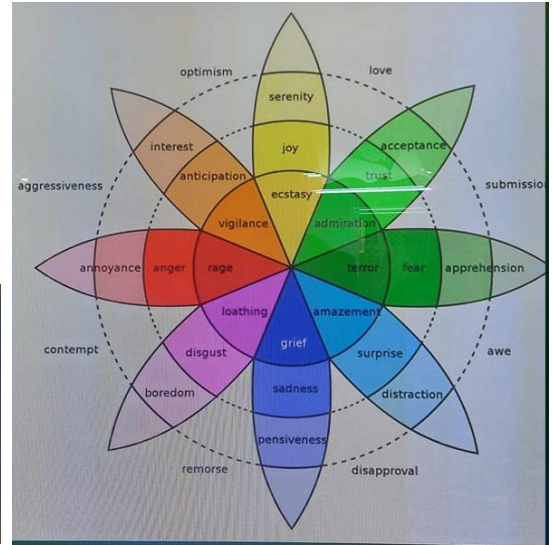 optimism
love
serenity
interest
joy
acceptance
anticipation
trust
aggressiveness
ecstasy
submissio
vigilance
admiration
annoyance
anger
rage
terror
fear
apprehension
loathing
amazement
grief
contempt
disgust
surprise
awe
boredom
sadness
distraction
pensiveness
remorse
disapproval